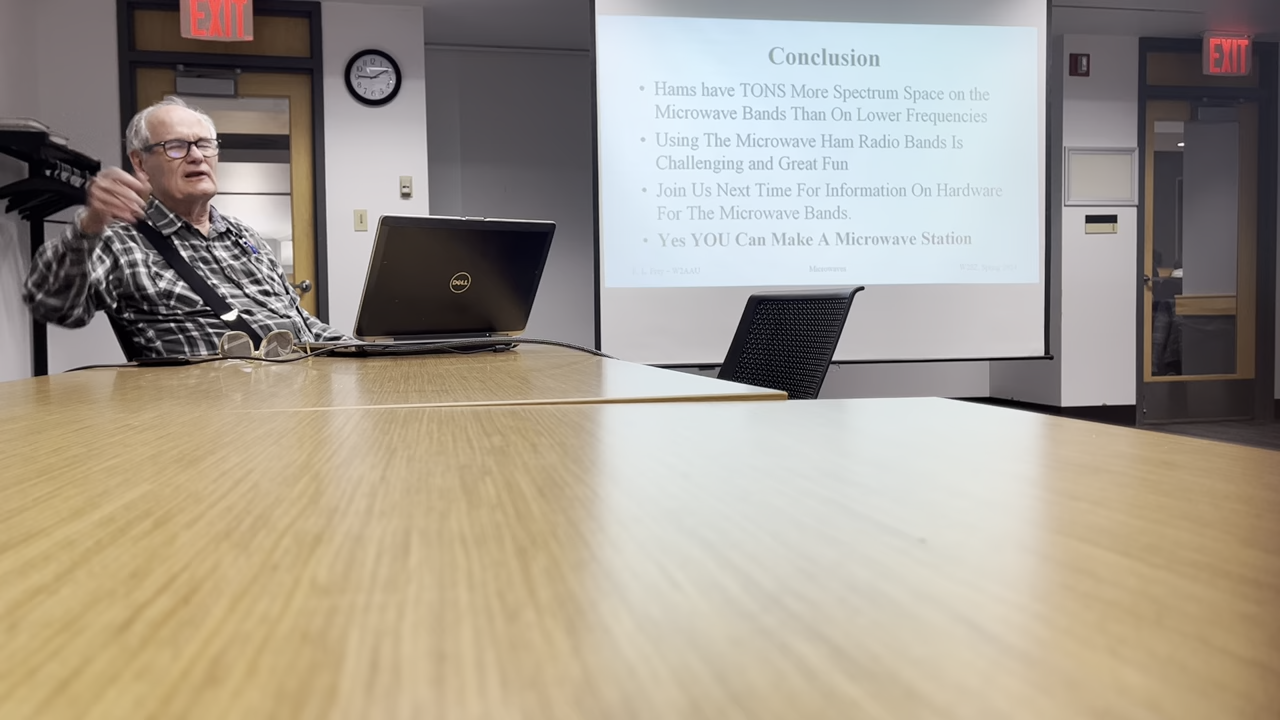 EXIT
Conclusion
EXIT
• Hams have TONS More Spectrum Space on the
Microwave Bands Than On Lower Frequencies
• Using The Microwave Ham Radio Bands Is
Challenging and Great Fun
• Join Us Next Time For Information On Hardware
For The Microwave Bands.
• Yes YOU Can Make A Microwave Station
Microwaves
DELL